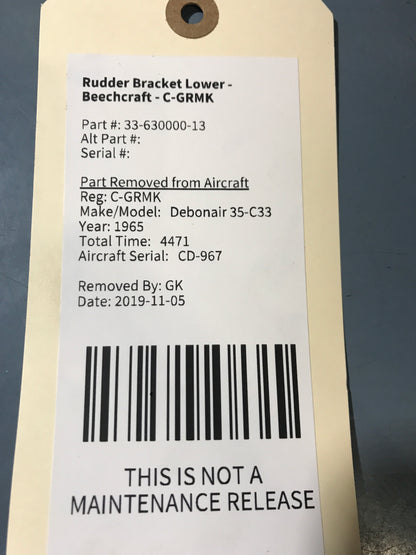 Rudder Bracket Lower -
Beechcraft - C-GRMK
Part #: 33-630000-13
Alt Part #:
Serial #:
Part Removed from Aircraft
Reg: C-GRMK
Make/Model: Debonair 35-C33
Year: 1965
Total Time: 4471
Aircraft Serial: CD-967
Removed By: GK
Date: 2019-11-05
THIS IS NOT A
MAINTENANCE RELEASE